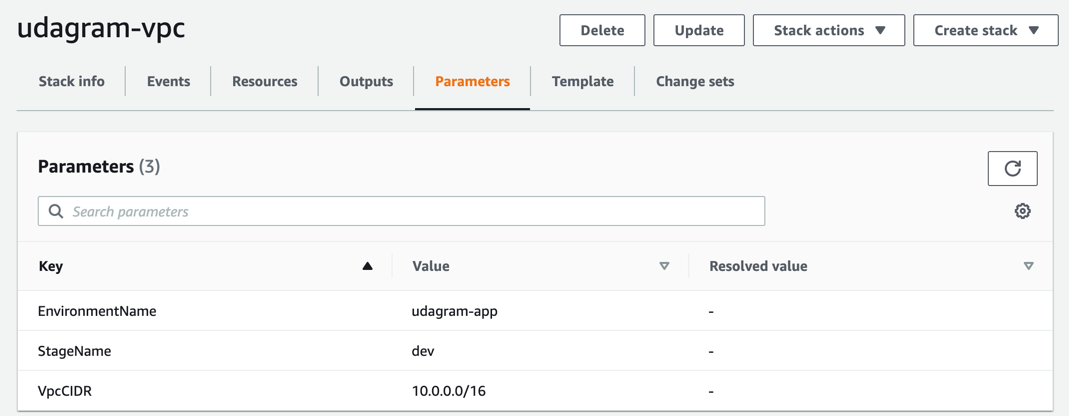 udagram-vpc
Delete Update Stack actions Create stack
Stack info Events Resources Outputs Parameters Template Change sets
Parameters (3)
Search parameters
Key Value Resolved value
EnvironmentName udagram-app -
StageName dev -
VpcCIDR 10.0.0.0/16 -